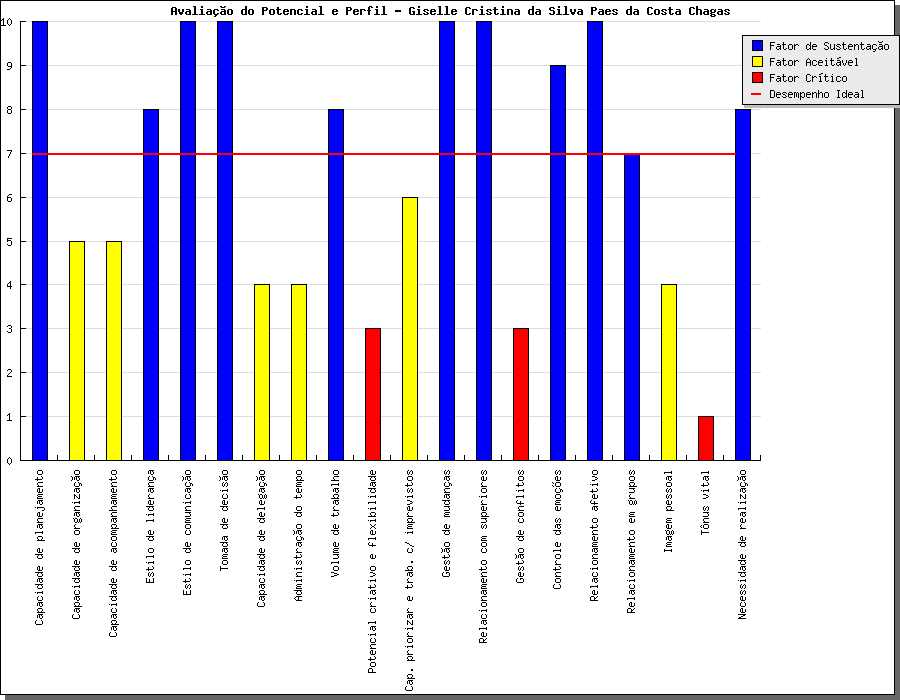 Avaliação do Potencial e Perfil - Giselle Cristina da Silva Paes da Costa Chagas
Fator de Sustentação
Fator Aceitável
Fator Crítico
Desempenho Ideal
10
9
8
7
6
5
4
3
2
1
0
Capacidade de planejamento
Capacidade de organização
Capacidade de acompanhamento
Estilo de liderança
Estilo de comunicação
Tomada de decisão
Capacidade de delegação
Administração do tempo
Volume de trabalho
Potencial criativo e flexibilidade
Cap. priorizar e trab. c/ imprevistos
Gestão de mudanças
Relacionamento com superiores
Gestão de conflitos
Controle das emoções
Relacionamento afetivo
Relacionamento em grupos
Imagem pessoal
Tônus vital
Necessidade de realização